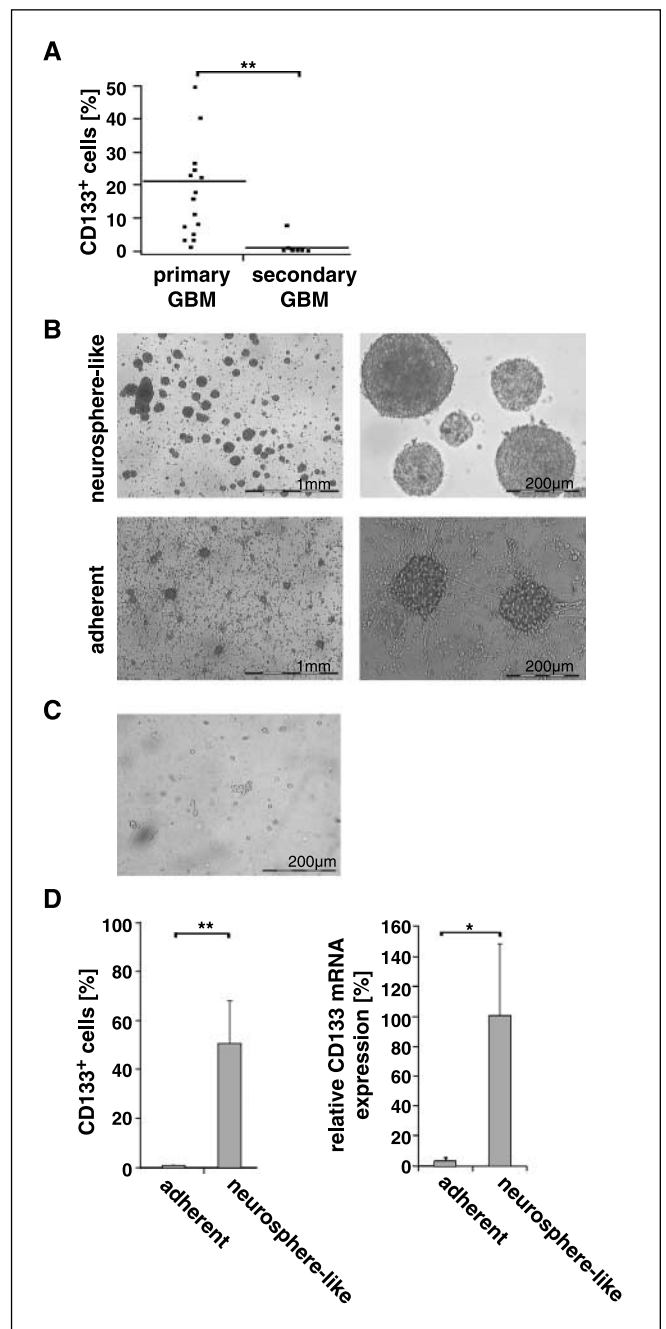 A
**
CD133+ cells [%]
50
40
30
20
10
0
primary GBM
secondary GBM
B
neurosphere-like
1mm
200µm
adherent
1mm
200µm
C
200µm
D
**
CD133+ cells [%]
100
80
60
40
20
0
adherent
neurosphere-like
*
relative CD133 mRNA
expression [%]
160
140
120
100
80
60
40
20
0
adherent
neurosphere-like